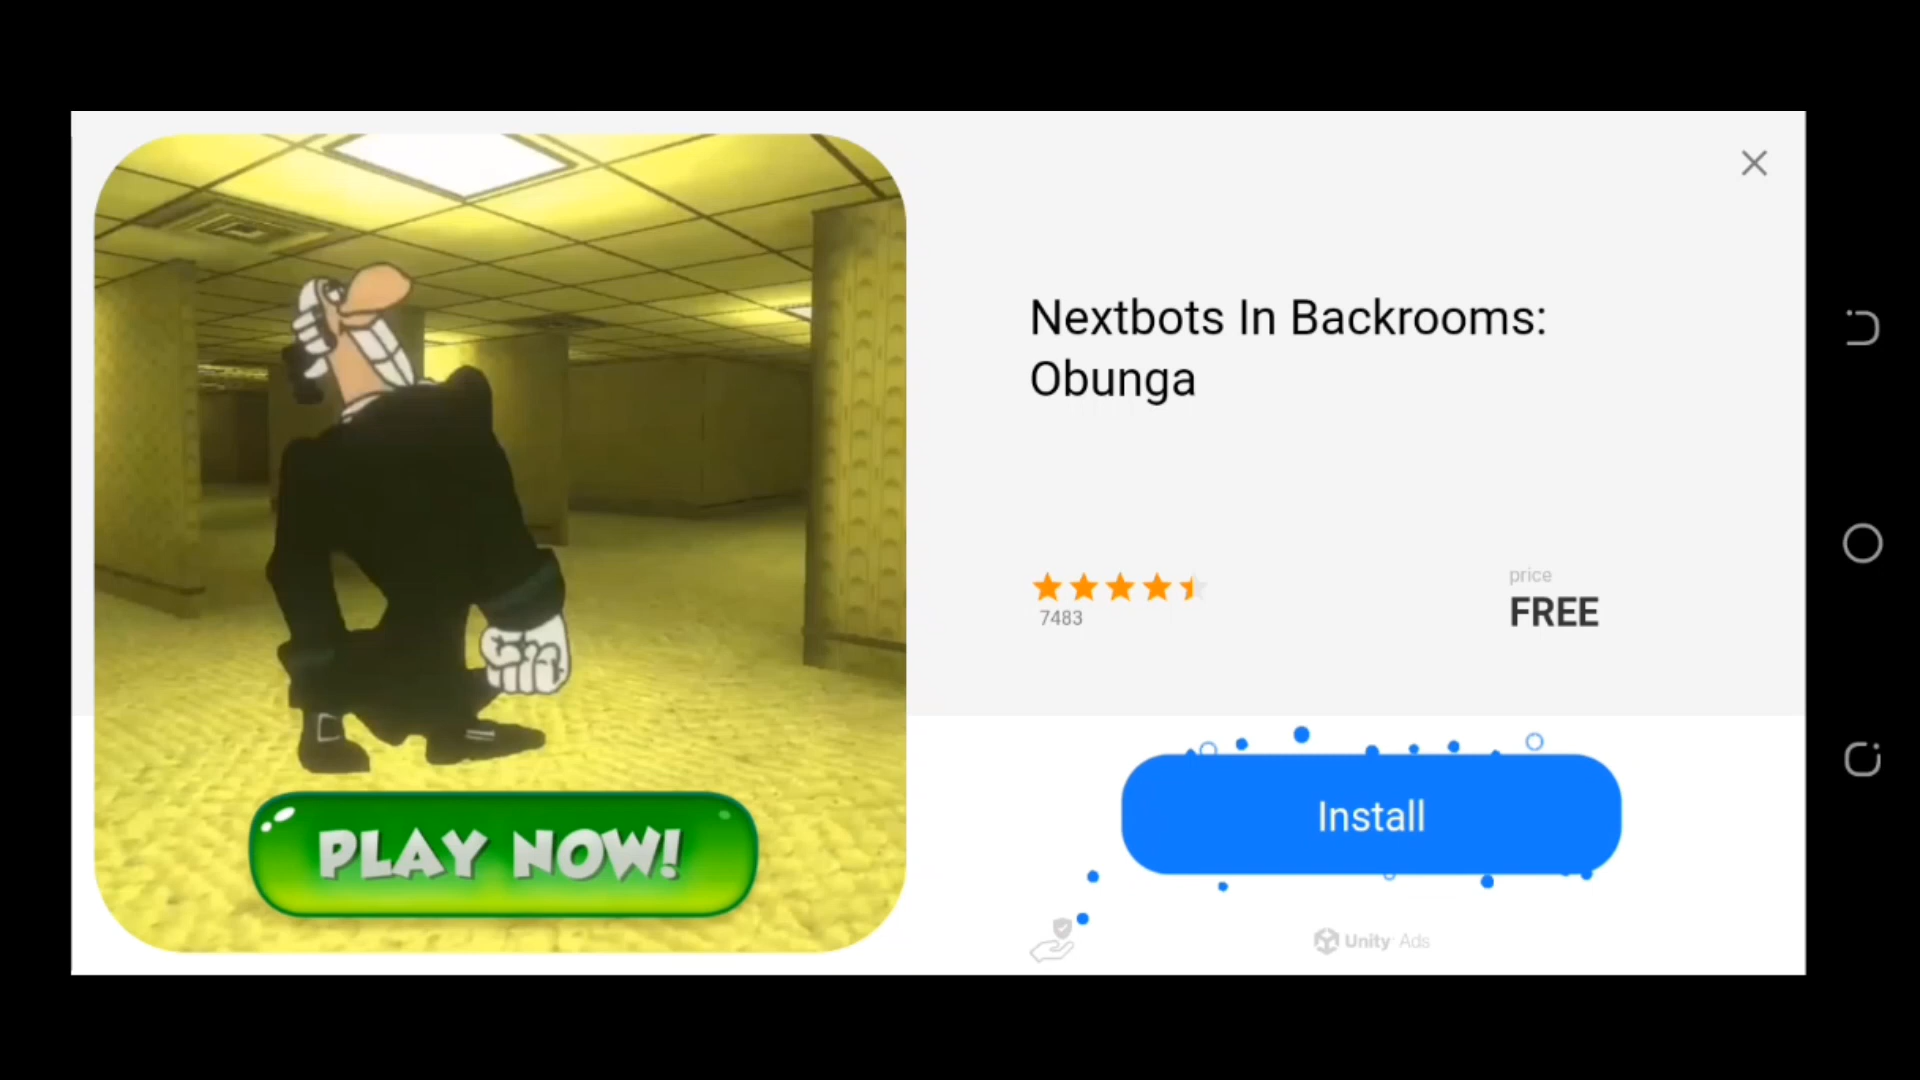 Nextbots In Backrooms:
Obunga
7483
price
FREE
PLAY NOW!
Install
Unity Ads